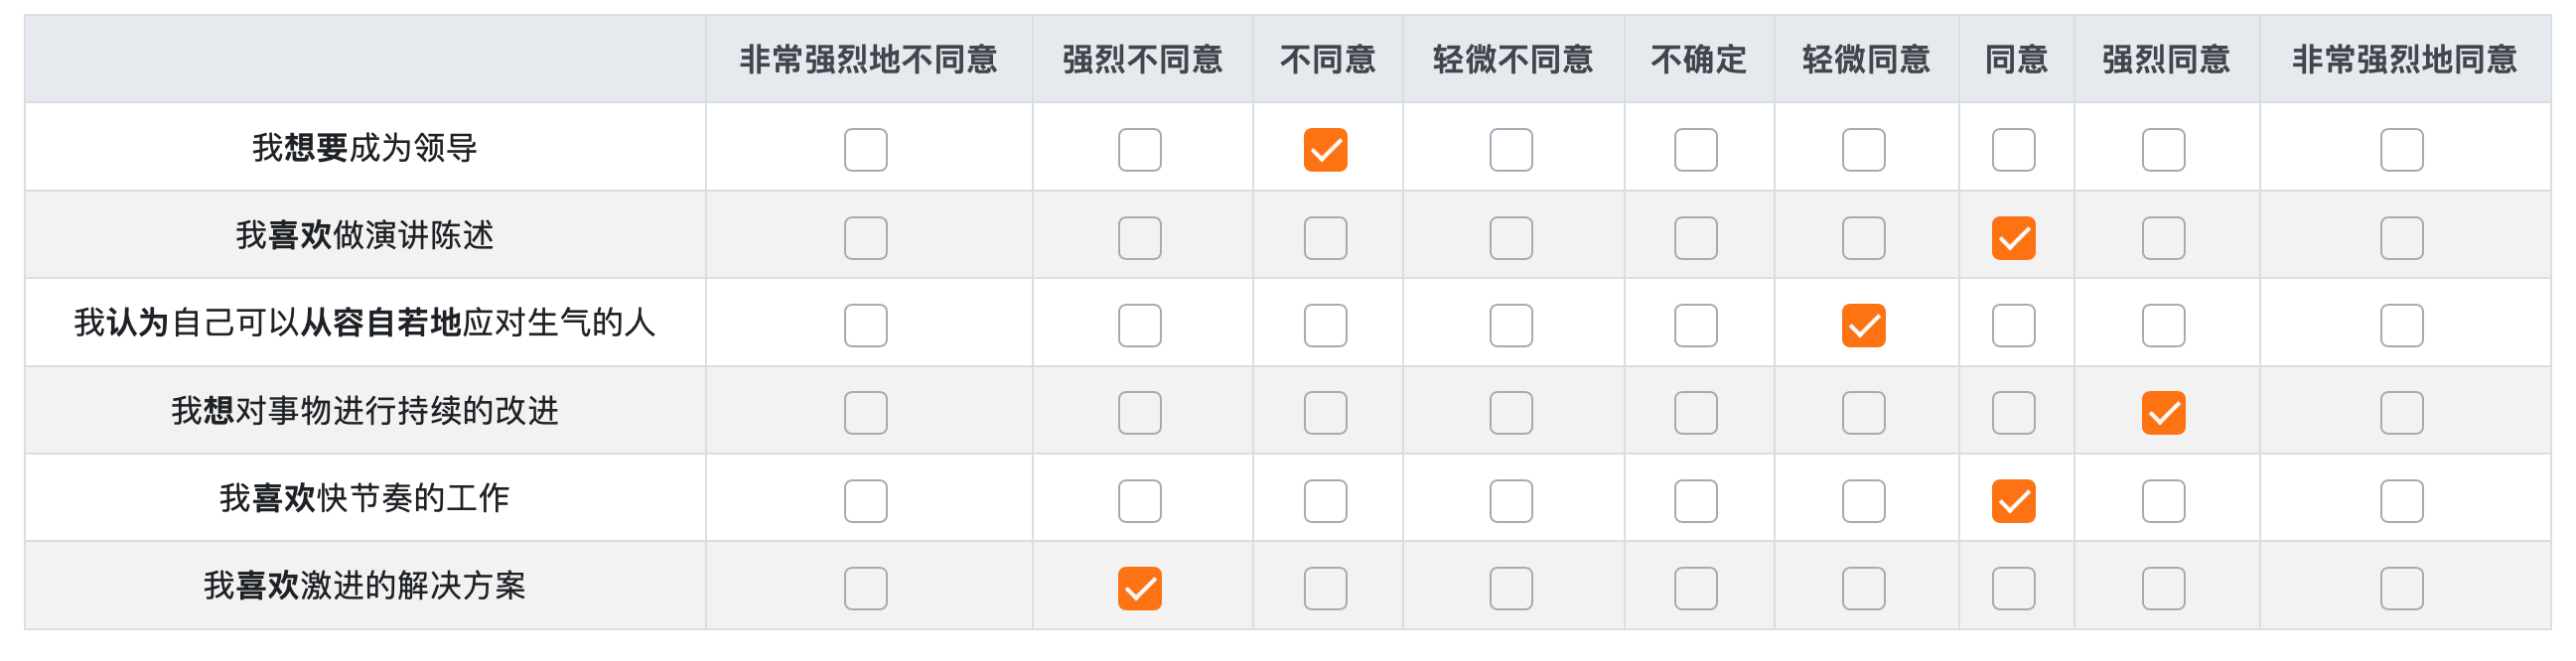 非常强烈地不同意 强烈不同意 不同意 轻微不同意 不确定 轻微同意 同意 强烈同意 非常强烈地同意
我想要成为领导
我喜欢做演讲陈述
我认为自己可以从容自若地应对生气的人
我想对事物进行持续的改进
我喜欢快节奏的工作
我喜欢激进的解决方案